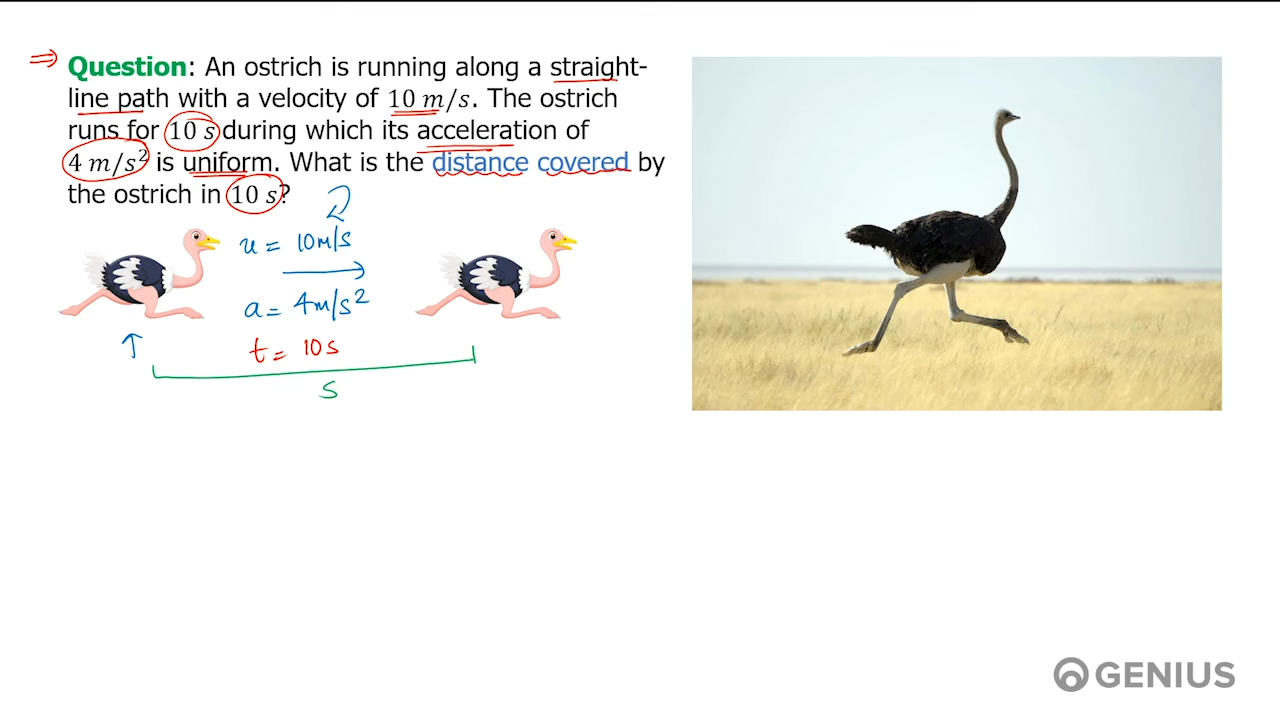 ⇒ Question: An ostrich is running along a straight-
line path with a velocity of 10 m/s. The ostrich
runs for 10 s during which its acceleration of
4 m/s² is uniform. What is the distance covered by
the ostrich in 10 s?
u = 10m/s
a = 4m/s²
t = 10s
S
GENIUS